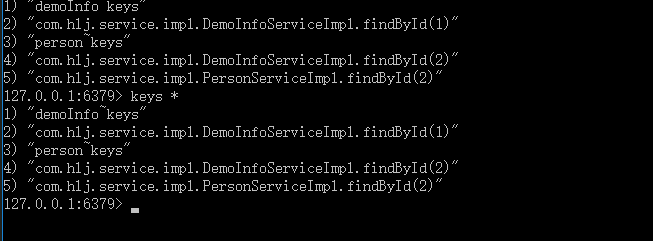 1) "demoInfo~keys"
2) "com.hlj.service.impl.DemoInfoServiceImpl.findById(1)"
3) "person~keys"
4) "com.hlj.service.impl.DemoInfoServiceImpl.findById(2)"
5) "com.hlj.service.impl.PersonServiceImpl.findById(2)"
127.0.0.1:6379> keys *
1) "demoInfo~keys"
2) "com.hlj.service.impl.DemoInfoServiceImpl.findById(1)"
3) "person~keys"
4) "com.hlj.service.impl.DemoInfoServiceImpl.findById(2)"
5) "com.hlj.service.impl.PersonServiceImpl.findById(2)"
127.0.0.1:6379>